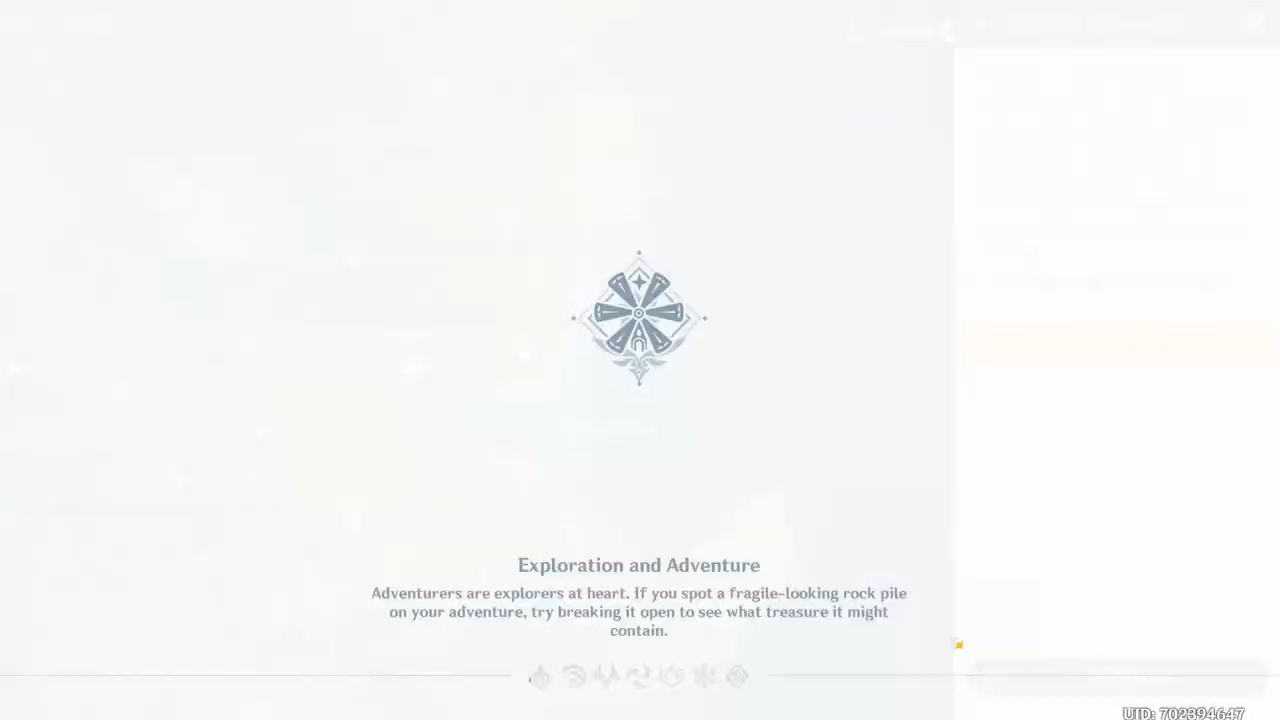 Exploration and Adventure
Adventurers are explorers at heart. If you spot a fragile-looking rock pile
on your adventure, try breaking it open to see what treasure it might
contain.
UID: 702394647